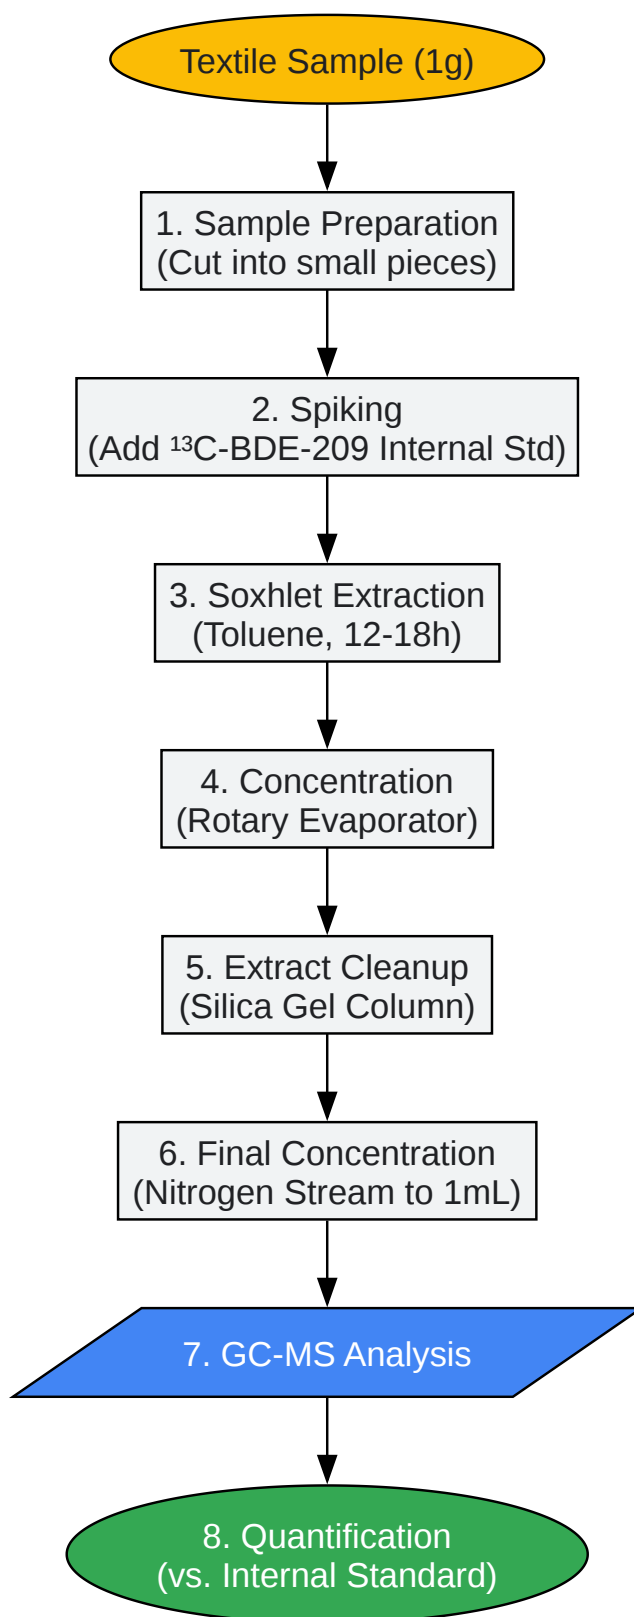 Textile Sample (1g)
1. Sample Preparation
(Cut into small pieces)
2. Spiking
(Add ¹³C-BDE-209 Internal Std)
3. Soxhlet Extraction
(Toluene, 12-18h)
4. Concentration
(Rotary Evaporator)
5. Extract Cleanup
(Silica Gel Column)
6. Final Concentration
(Nitrogen Stream to 1mL)
7. GC-MS Analysis
8. Quantification
(vs. Internal Standard)